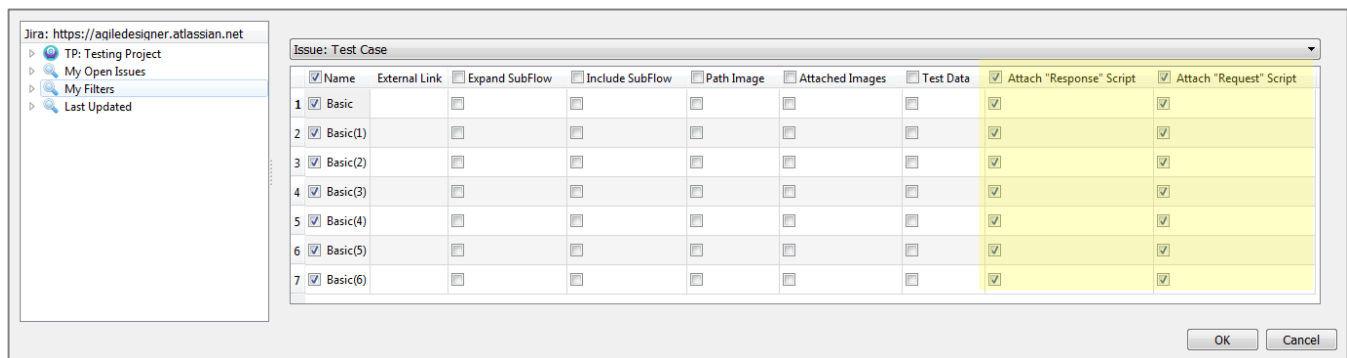 Jira: https://agiledesigner.atlassian.net
TP: Testing Project
My Open Issues
My Filters
Last Updated
Issue: Test Case
Name External Link Expand SubFlow Include SubFlow Path Image Attached Images Test Data Attach "Response" Script Attach "Request" Script
1 Basic
2 Basic(1)
3 Basic(2)
4 Basic(3)
5 Basic(4)
6 Basic(5)
7 Basic(6)
OK Cancel